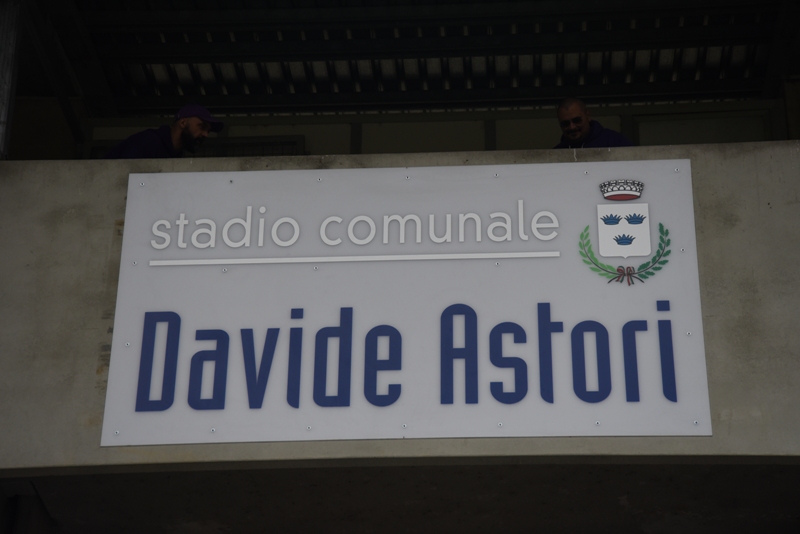 stadio comunale
Davide Astori